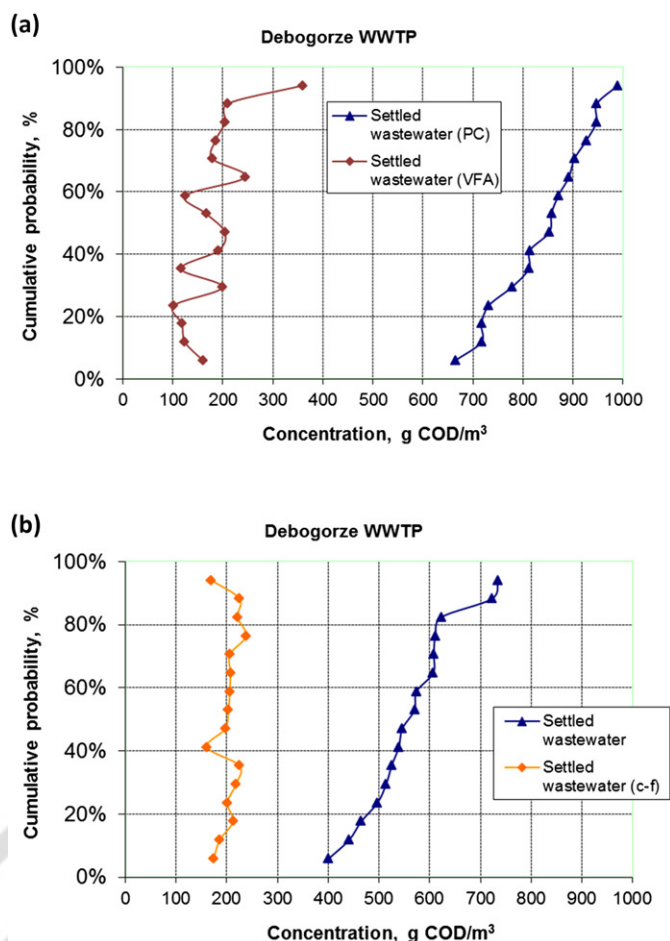 (a)
Debogorze WWTP
100%
80%
60%
40%
20%
0%
Cumulative probability, %
Settled
wastewater (PC)
Settled
wastewater (VFA)
0 100 200 300 400 500 600 700 800 900 1000
Concentration, g COD/m³
(b)
Debogorze WWTP
100%
80%
60%
40%
20%
0%
Cumulative probability, %
Settled
wastewater
Settled
wastewater (c-f)
0 100 200 300 400 500 600 700 800 900 1000
Concentration, g COD/m³